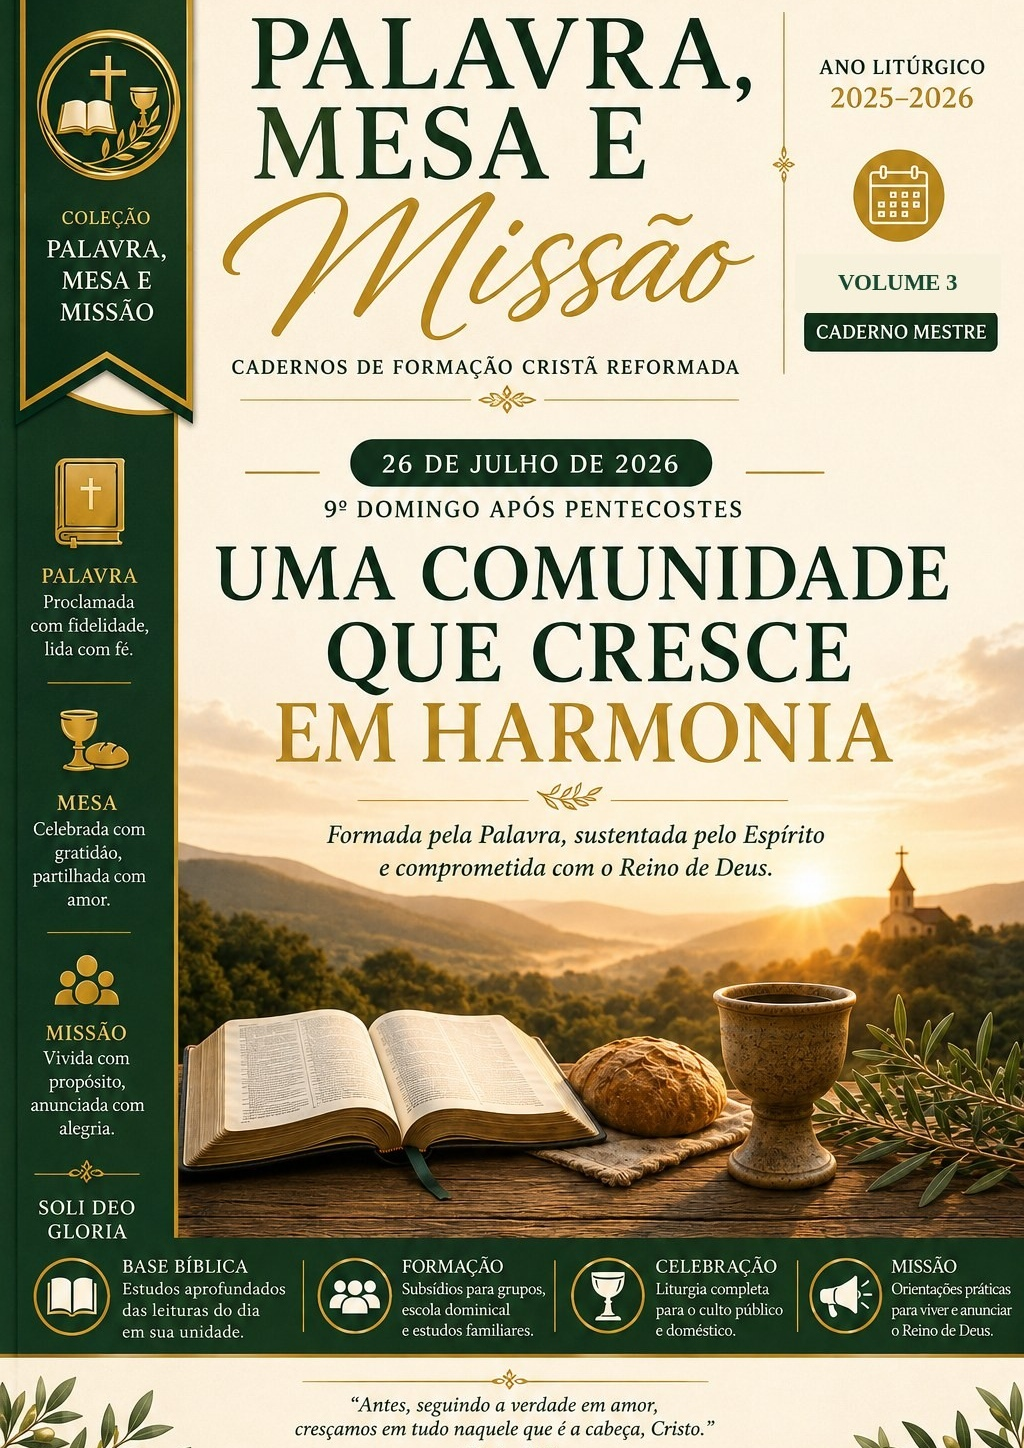 COLEÇÃO
PALAVRA,
MESA E
MISSÃO
PALAVRA,
MESA E
Missão
CADERNOS DE FORMAÇÃO CRISTÃ REFORMADA
ANO LITÚRGICO
2025–2026
VOLUME 3
CADERNO MESTRE
26 DE JULHO DE 2026
9º DOMINGO APÓS PENTECOSTES
UMA COMUNIDADE
QUE CRESCE
EM HARMONIA
Formada pela Palavra, sustentada pelo Espírito
e comprometida com o Reino de Deus.
PALAVRA
Proclamada
com fidelidade,
lida com fé.
MESA
Celebrada com
gratidão,
partilhada com
amor.
MISSÃO
Vivida com
propósito,
anunciada com
alegria.
SOLI DEO
GLORIA
BASE BÍBLICA
Estudos aprofundados
das leituras do dia
em sua unidade.
FORMAÇÃO
Subsídios para grupos,
escola dominical
e estudos familiares.
CELEBRAÇÃO
Liturgia completa
para o culto público
e doméstico.
MISSÃO
Orientações práticas
para viver e anunciar
o Reino de Deus.
“Antes, seguindo a verdade em amor,
cresçamos em tudo naquele que é a cabeça, Cristo.”